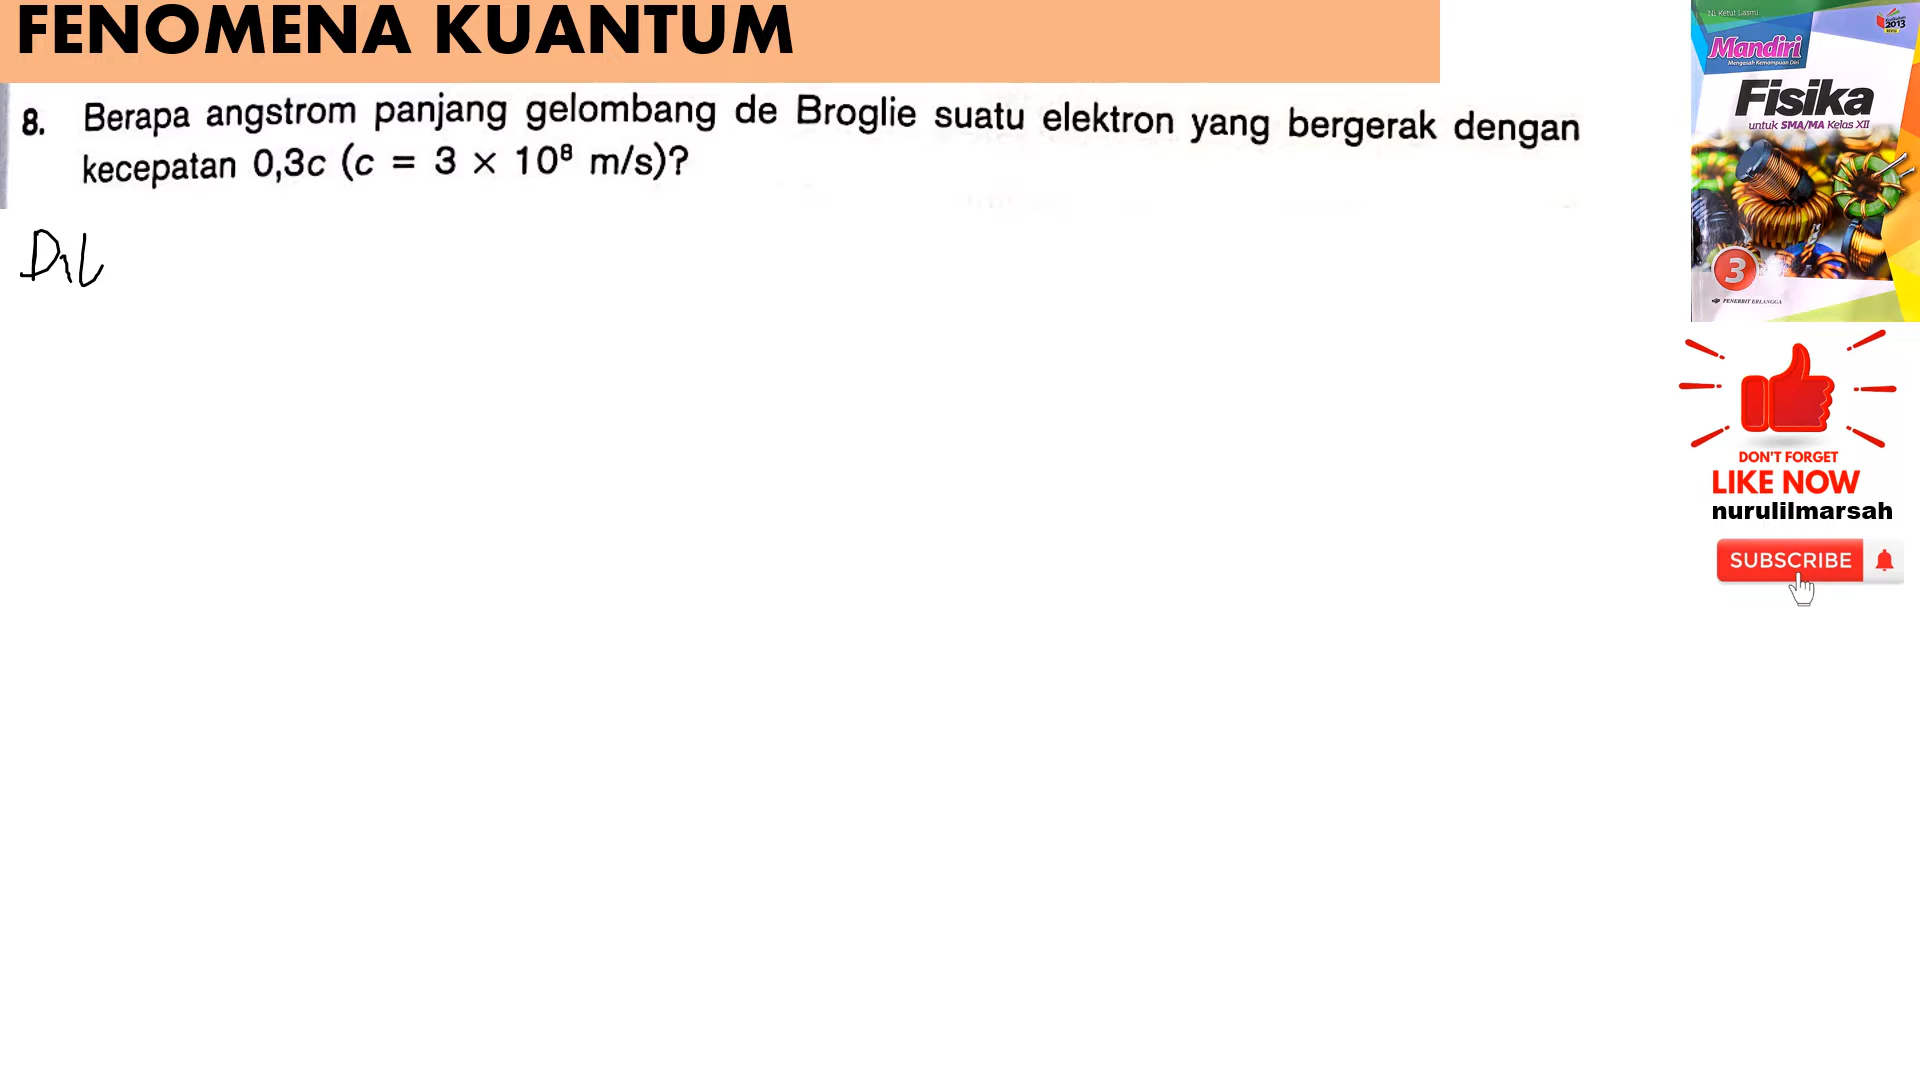 FENOMENA KUANTUM
8. Berapa angstrom panjang gelombang de Broglie suatu elektron yang bergerak dengan
kecepatan 0,3c (c = 3 × 10⁸ m/s)?
Dik
Ni Ketut Lasmi
Kurikulum
2013
REVISI
Mandiri
Mengasah Kemampuan Diri
Fisika
untuk SMA/MA Kelas XII
3
PENERBIT ERLANGGA
DON'T FORGET
LIKE NOW
nurulilmarsah
SUBSCRIBE